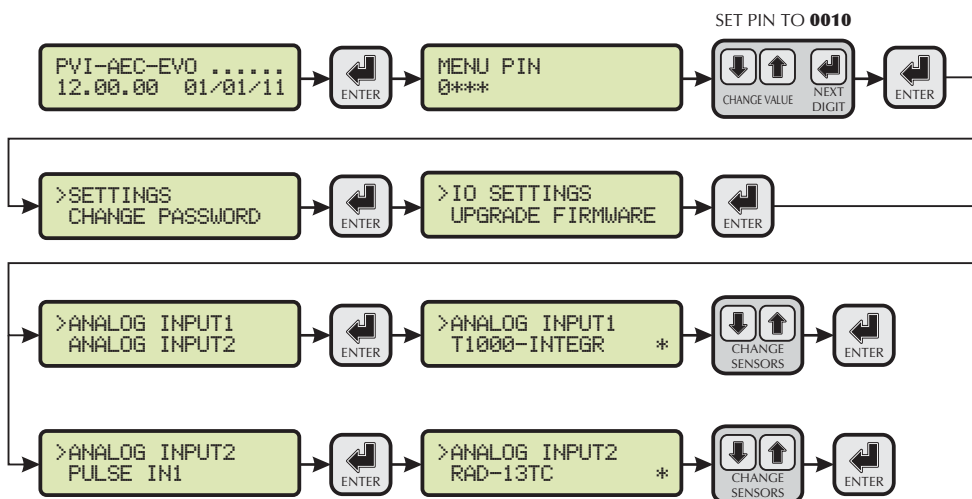 SET PIN TO 0010
PVI-AEC-EVO ......
12.00.00 01/01/11
ENTER
MENU PIN
0***
CHANGE VALUE
NEXT
DIGIT
ENTER
>SETTINGS
CHANGE PASSWORD
ENTER
>IO SETTINGS
UPGRADE FIRMWARE
ENTER
>ANALOG INPUT1
ANALOG INPUT2
ENTER
>ANALOG INPUT1
T1000-INTEGR *
CHANGE
SENSORS
ENTER
>ANALOG INPUT2
PULSE IN1
ENTER
>ANALOG INPUT2
RAD-13TC *
CHANGE
SENSORS
ENTER